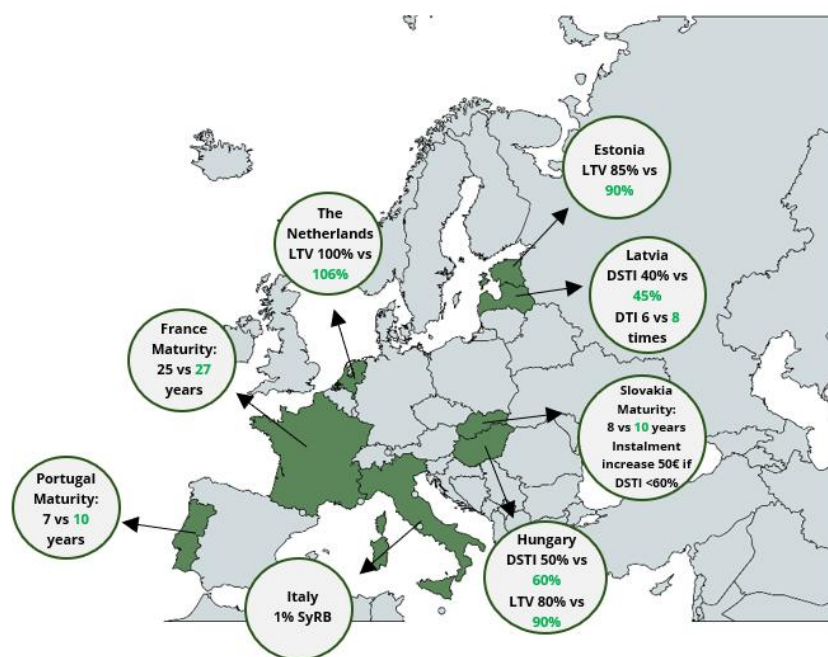 Estonia
LTV 85% vs
90%
The
Netherlands
LTV 100% vs
106%
Latvia
DSTI 40% vs
45%
DTI 6 vs 8
times
France
Maturity:
25 vs 27
years
Slovakia
Maturity:
8 vs 10 years
Instalment
increase 50€ if
DSTI <60%
Portugal
Maturity:
7 vs 10
years
Hungary
DSTI 50% vs
60%
LTV 80% vs
90%
Italy
1% SyRB